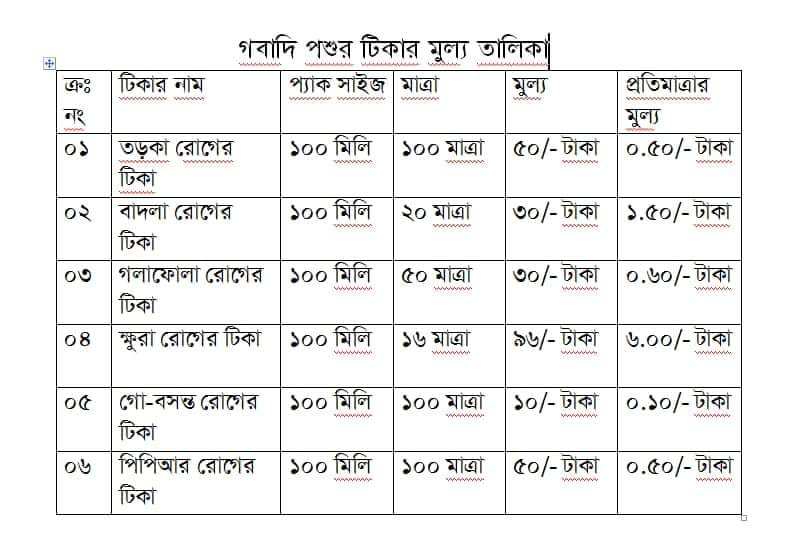 গবাদি পশুর টিকার মুল্য তালিকা
ক্রঃ নং টিকার নাম প্যাক সাইজ মাত্রা মুল্য প্রতিমাত্রার মুল্য
০১ তড়কা রোগের টিকা ১০০ মিলি ১০০ মাত্রা ৫০/- টাকা ০.৫০/- টাকা
০২ বাদলা রোগের টিকা ১০০ মিলি ২০ মাত্রা ৩০/- টাকা ১.৫০/- টাকা
০৩ গলাফোলা রোগের টিকা ১০০ মিলি ৫০ মাত্রা ৩০/- টাকা ০.৬০/- টাকা
০৪ ক্ষুরা রোগের টিকা ১০০ মিলি ১৬ মাত্রা ৯৬/- টাকা ৬.০০/- টাকা
০৫ গো-বসন্ত রোগের টিকা ১০০ মিলি ১০০ মাত্রা ১০/- টাকা ০.১০/- টাকা
০৬ পিপিআর রোগের টিকা ১০০ মিলি ১০০ মাত্রা ৫০/- টাকা ০.৫০/- টাকা